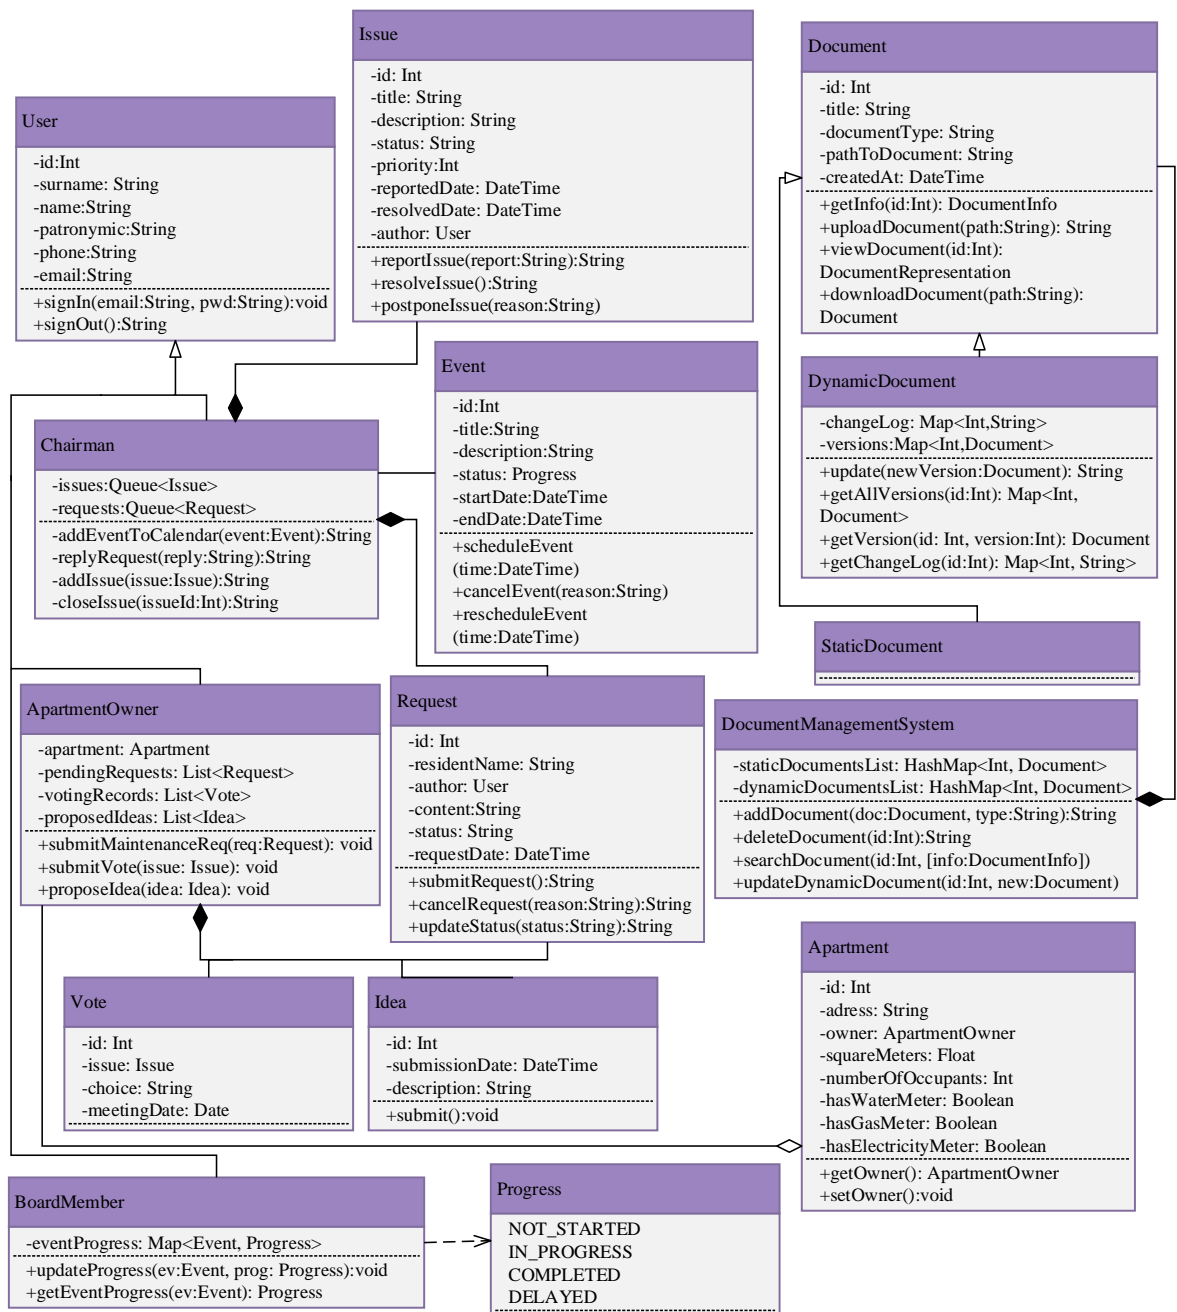 Issue
-id: Int
-title: String
-description: String
-status: String
-priority:Int
-reportedDate: DateTime
-resolvedDate: DateTime
-author: User
+reportIssue(report:String):String
+resolveIssue():String
+postponeIssue(reason:String)
Document
-id: Int
-title: String
-documentType: String
-pathToDocument: String
-createdAt: DateTime
+getInfo(id:Int): DocumentInfo
+uploadDocument(path:String): String
+viewDocument(id:Int):
DocumentRepresentation
+downloadDocument(path:String):
Document
User
-id:Int
-surname: String
-name:String
-patronymic:String
-phone:String
-email:String
+signIn(email:String, pwd:String):void
+signOut():String
Event
-id:Int
-title:String
-description:String
-status: Progress
-startDate:DateTime
-endDate:DateTime
+scheduleEvent
(time:DateTime)
+cancelEvent(reason:String)
+rescheduleEvent
(time:DateTime)
DynamicDocument
-changeLog: Map<Int,String>
-versions:Map<Int,Document>
+update(newVersion:Document): String
+getAllVersions(id:Int): Map<Int,
Document>
+getVersion(id: Int, version:Int): Document
+getChangeLog(id:Int): Map<Int, String>
Chairman
-issues:Queue<Issue>
-requests:Queue<Request>
-addEventToCalendar(event:Event):String
-replyRequest(reply:String):String
-addIssue(issue:Issue):String
-closeIssue(issueId:Int):String
StaticDocument
ApartmentOwner
-apartment: Apartment
-pendingRequests: List<Request>
-votingRecords: List<Vote>
-proposedIdeas: List<Idea>
+submitMaintenanceReq(req:Request): void
+submitVote(issue: Issue): void
+proposeIdea(idea: Idea): void
Request
-id: Int
-residentName: String
-author: User
-content:String
-status: String
-requestDate: DateTime
+submitRequest():String
+cancelRequest(reason:String):String
+updateStatus(status:String):String
DocumentManagementSystem
-staticDocumentsList: HashMap<Int, Document>
-dynamicDocumentsList: HashMap<Int, Document>
+addDocument(doc:Document, type:String):String
+deleteDocument(id:Int):String
+searchDocument(id:Int, [info:DocumentInfo])
+updateDynamicDocument(id:Int, new:Document)
Vote
-id: Int
-issue: Issue
-choice: String
-meetingDate: Date
Idea
-id: Int
-submissionDate: DateTime
-description: String
+submit():void
Apartment
-id: Int
-adress: String
-owner: ApartmentOwner
-squareMeters: Float
-numberOfOccupants: Int
-hasWaterMeter: Boolean
-hasGasMeter: Boolean
-hasElectricityMeter: Boolean
+getOwner(): ApartmentOwner
+setOwner():void
BoardMember
-eventProgress: Map<Event, Progress>
+updateProgress(ev:Event, prog: Progress):void
+getEventProgress(ev:Event): Progress
Progress
NOT_STARTED
IN_PROGRESS
COMPLETED
DELAYED